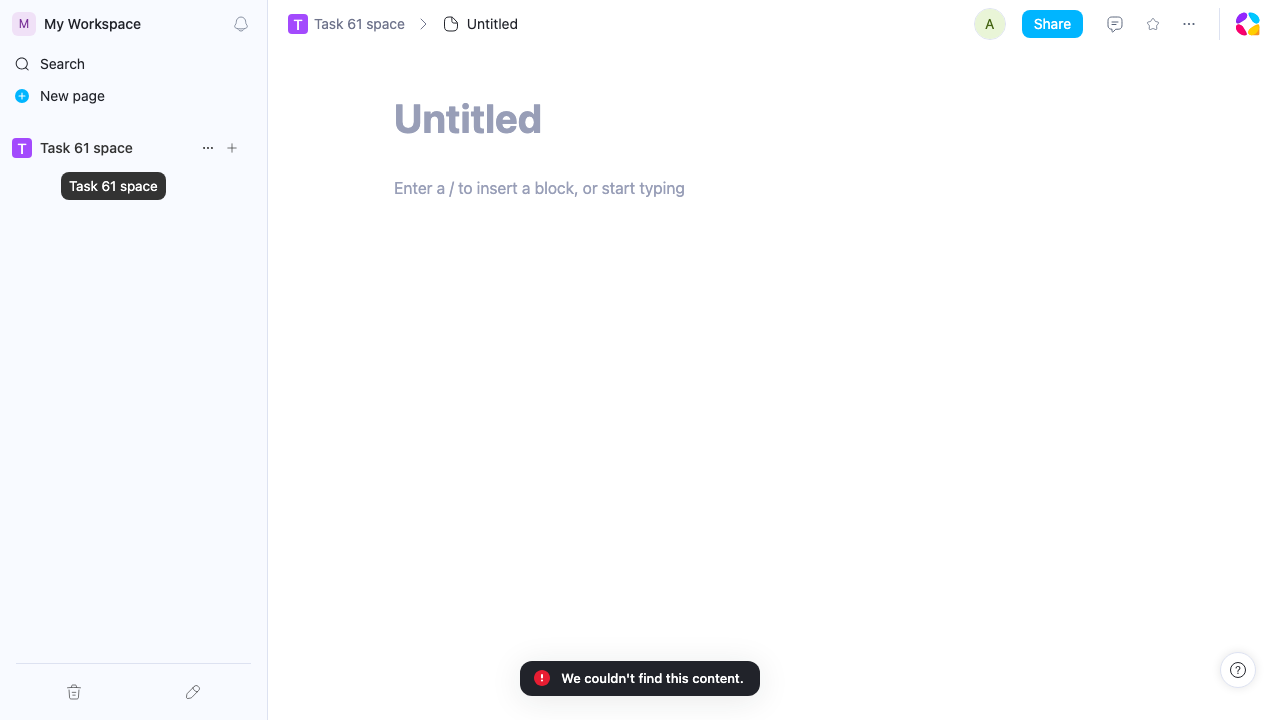 M My Workspace
Search
New page
T Task 61 space
Task 61 space
T Task 61 space Untitled
A Share
Untitled
Enter a / to insert a block, or start typing
We couldn't find this content.